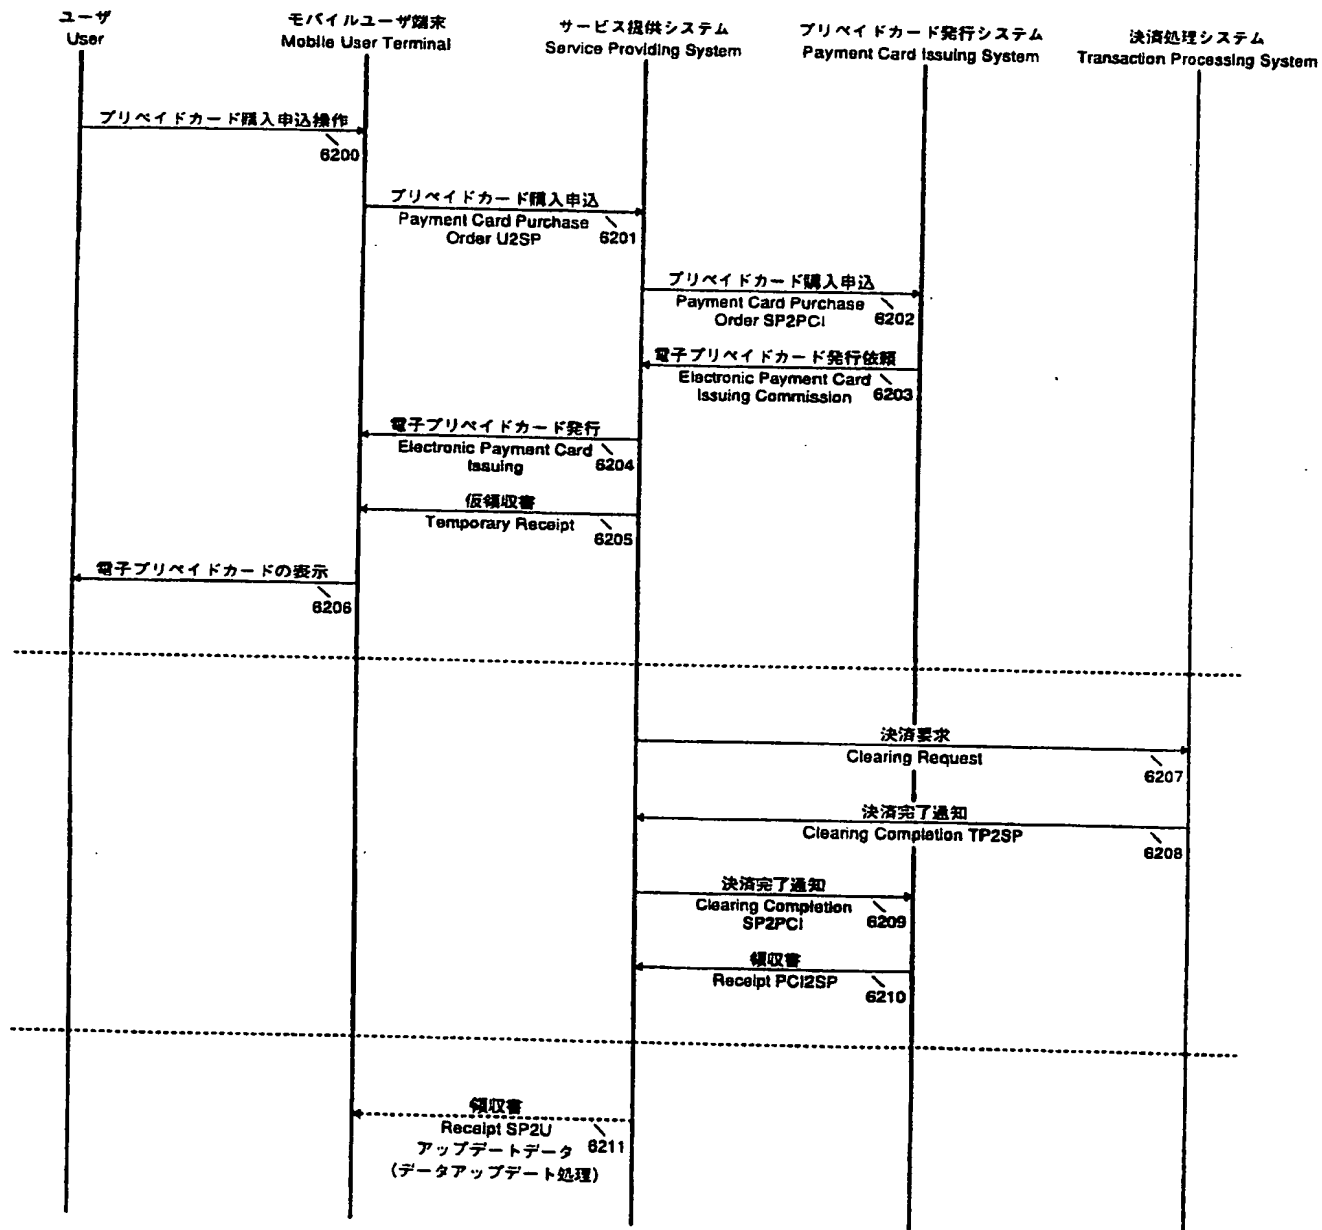 ユーザ
User
モバイルユーザ端末
Mobile User Terminal
サービス提供システム
Service Providing System
プリペイドカード発行システム
Payment Card Issuing System
決済処理システム
Transaction Processing System
プリペイドカード購入申込操作
6200
プリペイドカード購入申込
Payment Card Purchase
Order U2SP
6201
プリペイドカード購入申込
Payment Card Purchase
Order SP2PCI
6202
電子プリペイドカード発行依頼
Electronic Payment Card
Issuing Commission
6203
電子プリペイドカード発行
Electronic Payment Card
Issuing
6204
仮領収書
Temporary Receipt
6205
電子プリペイドカードの表示
6206
決済要求
Clearing Request
6207
決済完了通知
Clearing Completion TP2SP
6208
決済完了通知
Clearing Completion
SP2PCI
6209
領収書
Receipt PCI2SP
6210
領収書
Receipt SP2U
6211
アップデートデータ
(データアップデート処理)